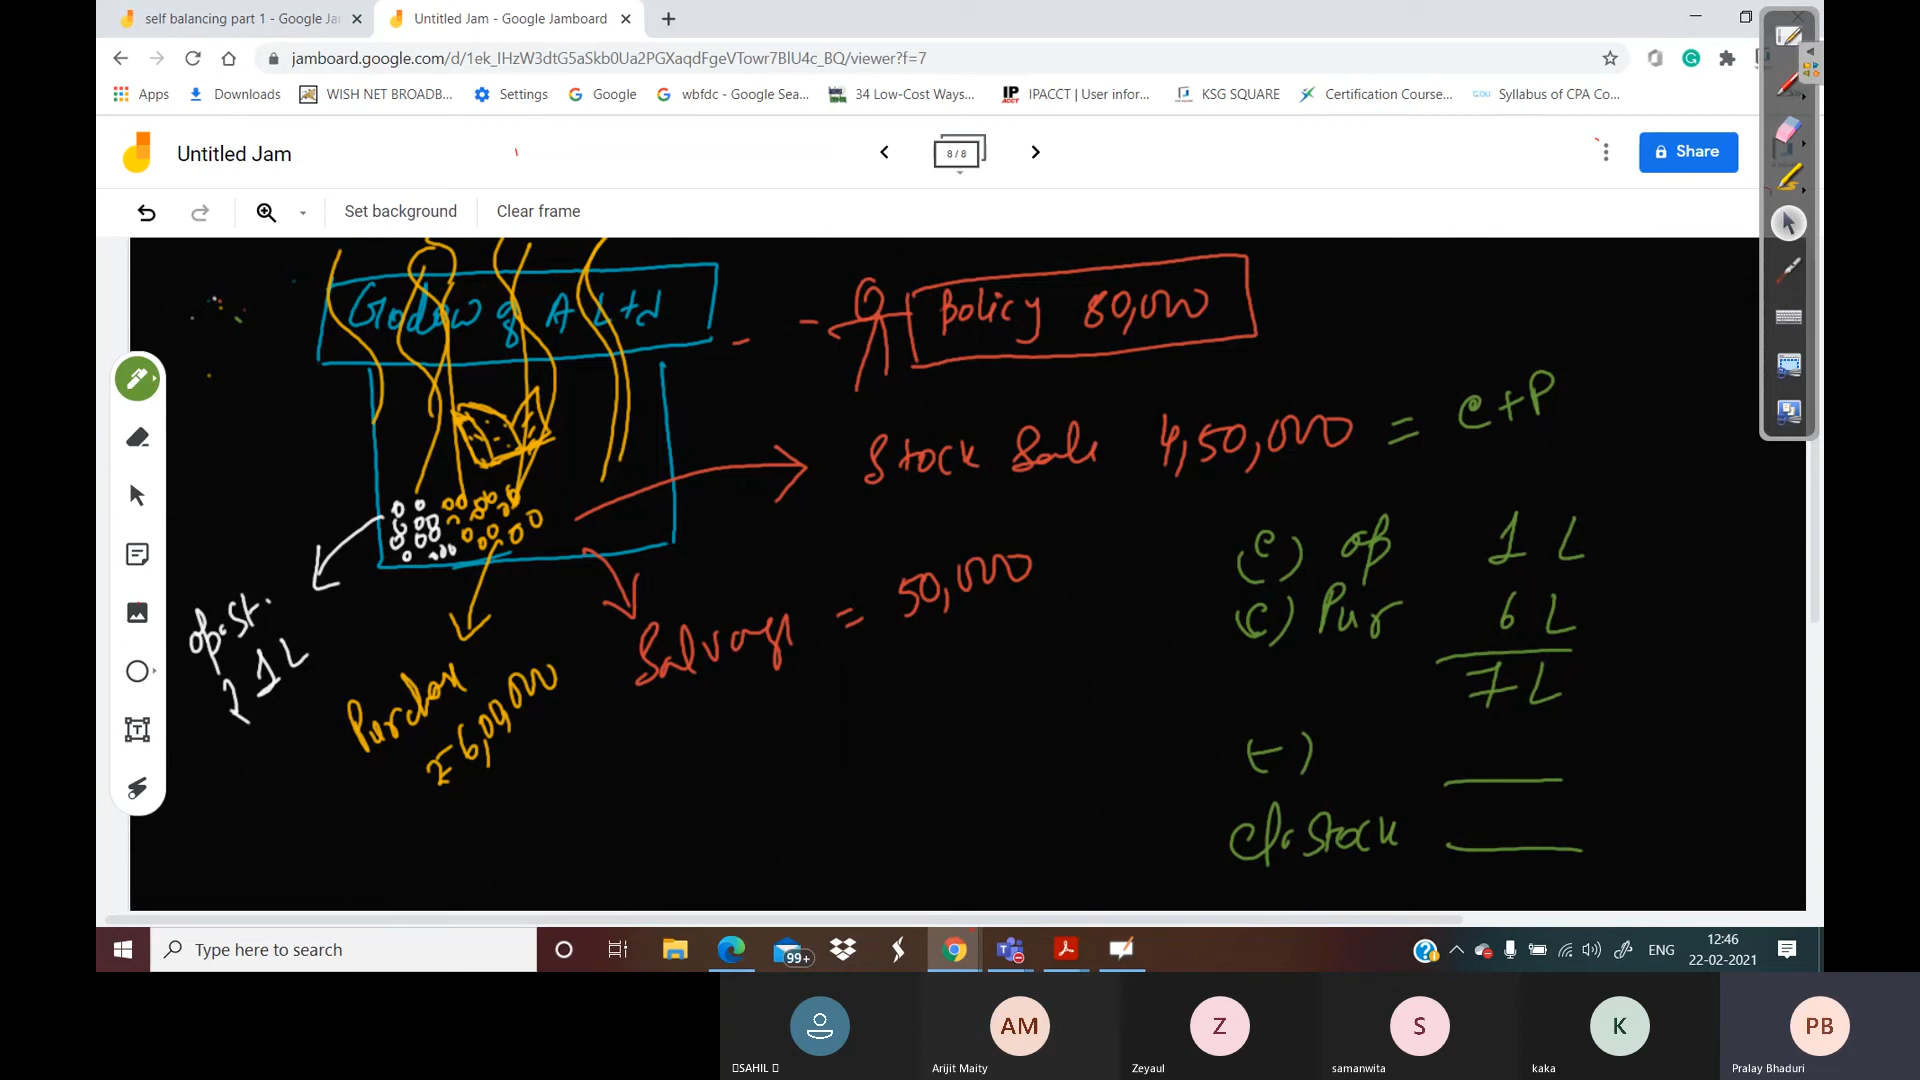 self balancing part 1 - Google Jar
Untitled Jam - Google Jamboard
jamboard.google.com/d/1ek_IHzW3dtG5aSkb0Ua2PGXaqdFgeVTowr7BlU4c_BQ/viewer?f=7
Apps Downloads WISH NET BROADB... Settings Google wbfdc - Google Sea... 34 Low-Cost Ways... IPACCT | User infor... KSG SQUARE Certification Course... Syllabus of CPA Co...
Untitled Jam
8 / 8
Share
Set background Clear frame
Godow of A Ltd
Policy 80,000
Stock Sale 4,50,000 = C+P
Salvage = 50,000
op. St.
1 L
Purchase
= 6,00,000
(C) op 1 L
(C) Pur 6 L
7 L
(-)
Cl. Stock
Type here to search
99+
ENG
12:46
22-02-2021
AM
Z
S
K
PB
SAHIL
Arijit Maity
Zeyaul
samanwita
kaka
Pralay Bhaduri